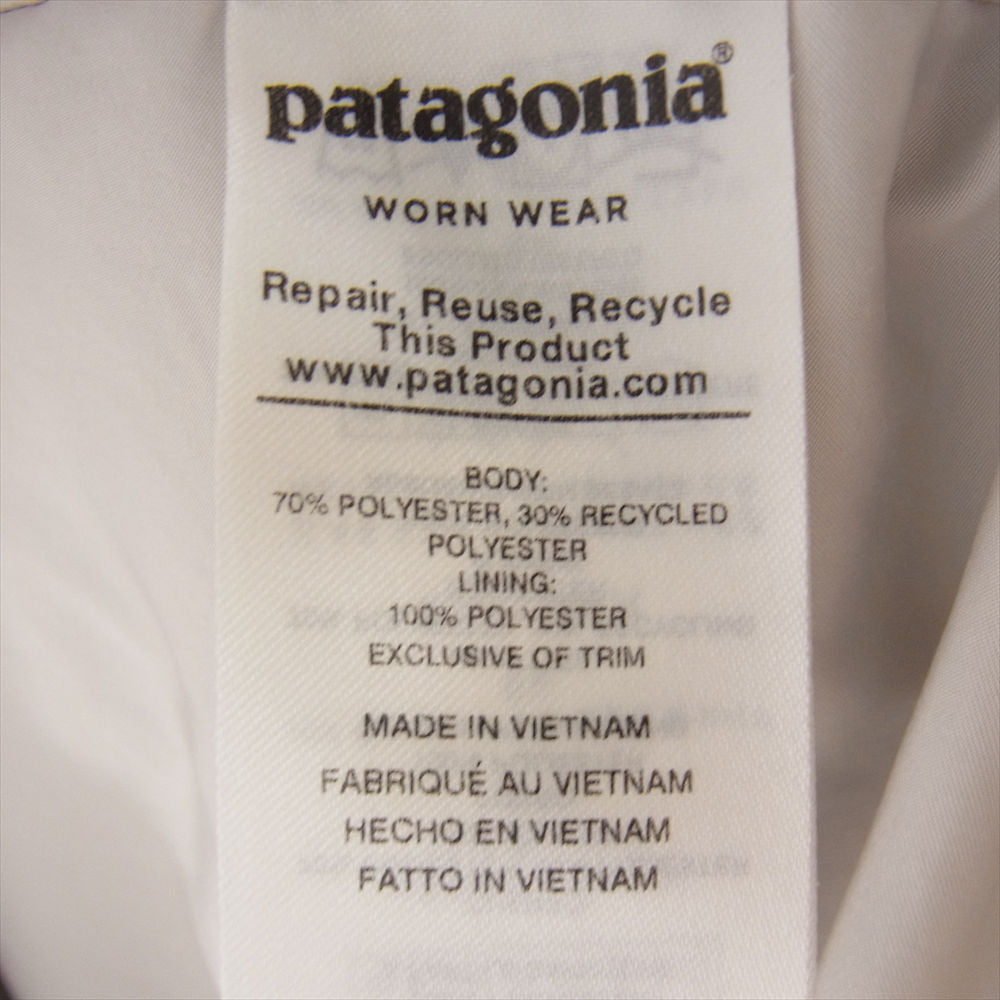 patagonia®
WORN WEAR
Repair, Reuse, Recycle
This Product
www.patagonia.com
BODY:
70% POLYESTER, 30% RECYCLED
POLYESTER
LINING:
100% POLYESTER
EXCLUSIVE OF TRIM
MADE IN VIETNAM
FABRIQUÉ AU VIETNAM
HECHO EN VIETNAM
FATTO IN VIETNAM